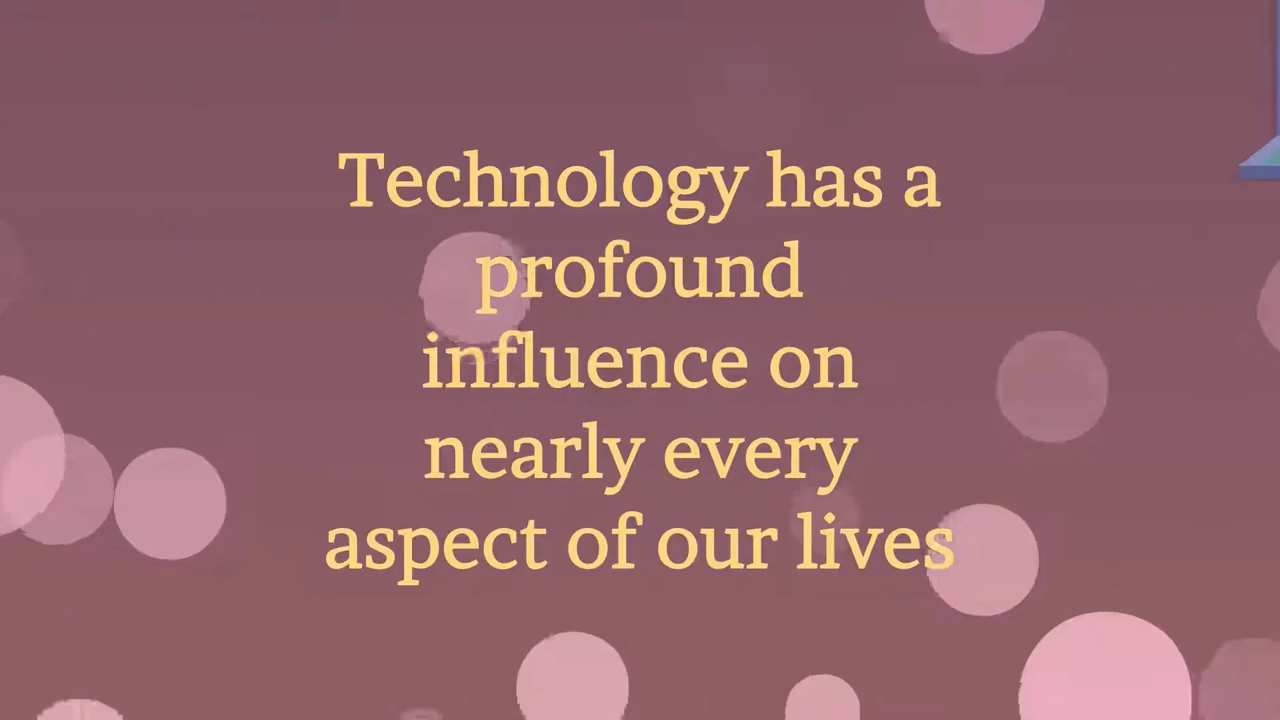 Technology has a
profound
influence on
nearly every
aspect of our lives